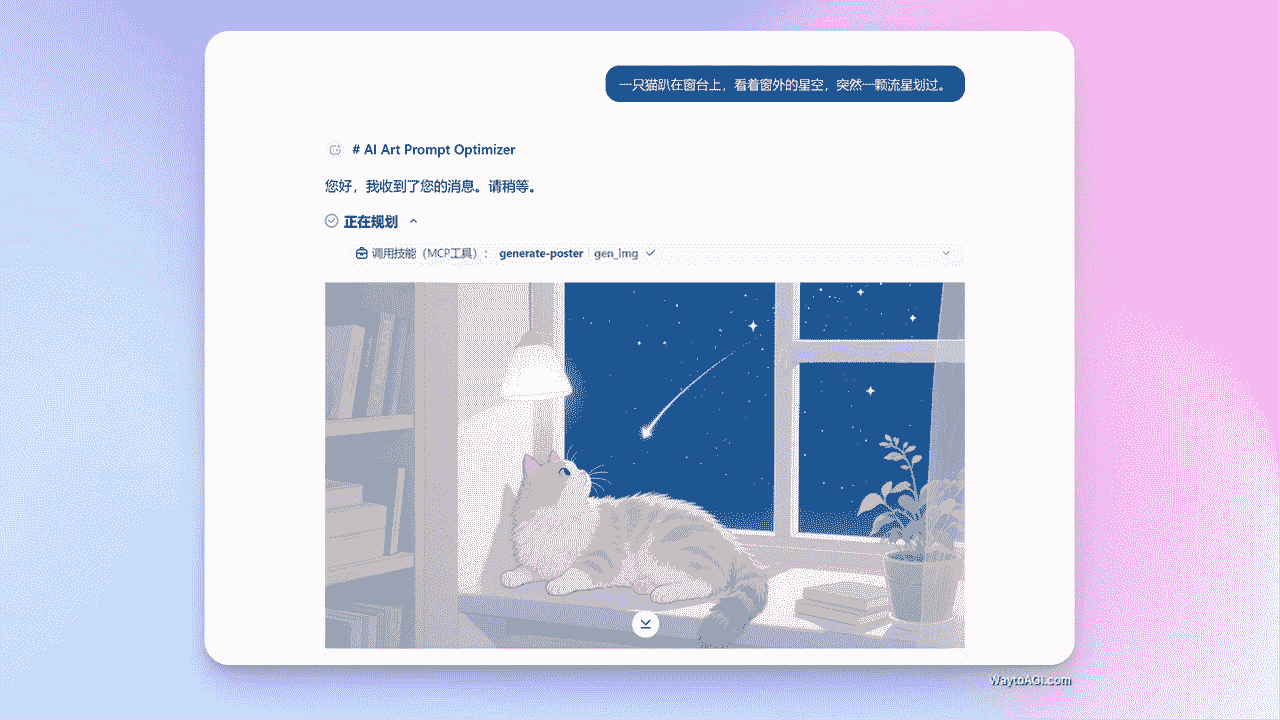 一只猫趴在窗台上，看着窗外的星空，突然一颗流星划过。
# AI Art Prompt Optimizer
您好，我收到了您的消息。请稍等。
正在规划
调用技能（MCP工具）： generate-poster gen_img
WaytoAGI.com